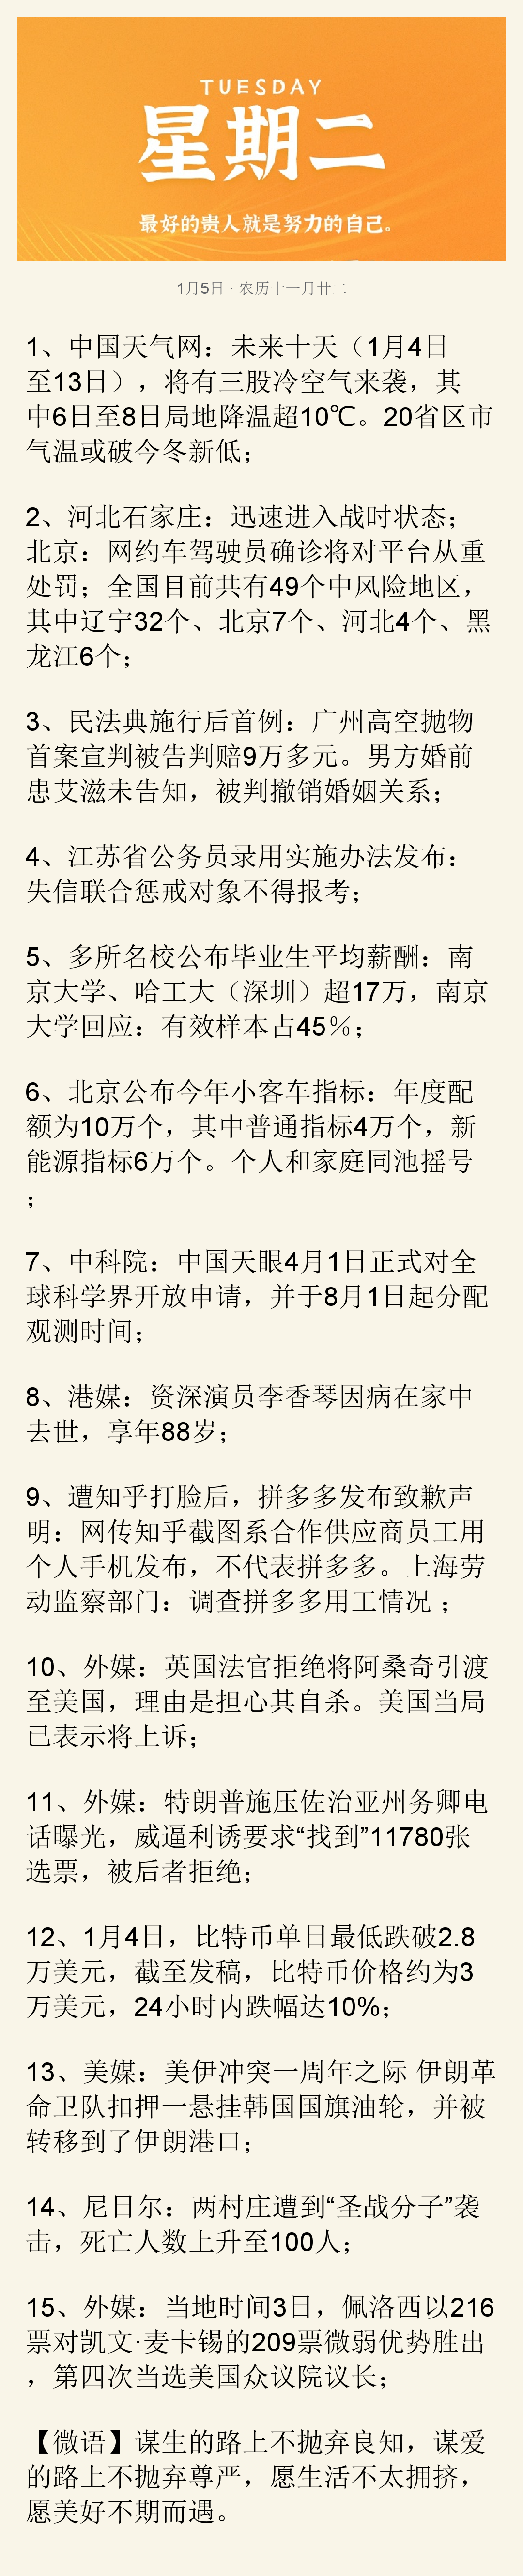 TUESDAY
星期二
最好的贵人就是努力的自己。
1月5日 · 农历十一月廿二
1、中国天气网：未来十天（1月4日
至13日），将有三股冷空气来袭，其
中6日至8日局地降温超10℃。20省区市
气温或破今冬新低；
2、河北石家庄：迅速进入战时状态；
北京：网约车驾驶员确诊将对平台从重
处罚；全国目前共有49个中风险地区，
其中辽宁32个、北京7个、河北4个、黑
龙江6个；
3、民法典施行后首例：广州高空抛物
首案宣判被告判赔9万多元。男方婚前
患艾滋未告知，被判撤销婚姻关系；
4、江苏省公务员录用实施办法发布：
失信联合惩戒对象不得报考；
5、多所名校公布毕业生平均薪酬：南
京大学、哈工大（深圳）超17万，南京
大学回应：有效样本占45％；
6、北京公布今年小客车指标：年度配
额为10万个，其中普通指标4万个，新
能源指标6万个。个人和家庭同池摇号
；
7、中科院：中国天眼4月1日正式对全
球科学界开放申请，并于8月1日起分配
观测时间；
8、港媒：资深演员李香琴因病在家中
去世，享年88岁；
9、遭知乎打脸后，拼多多发布致歉声
明：网传知乎截图系合作供应商员工用
个人手机发布，不代表拼多多。上海劳
动监察部门：调查拼多多用工情况 ；
10、外媒：英国法官拒绝将阿桑奇引渡
至美国，理由是担心其自杀。美国当局
已表示将上诉；
11、外媒：特朗普施压佐治亚州务卿电
话曝光，威逼利诱要求“找到”11780张
选票，被后者拒绝；
12、1月4日，比特币单日最低跌破2.8
万美元，截至发稿，比特币价格约为3
万美元，24小时内跌幅达10%；
13、美媒：美伊冲突一周年之际 伊朗革
命卫队扣押一悬挂韩国国旗油轮，并被
转移到了伊朗港口；
14、尼日尔：两村庄遭到“圣战分子”袭
击，死亡人数上升至100人；
15、外媒：当地时间3日，佩洛西以216
票对凯文·麦卡锡的209票微弱优势胜出
，第四次当选美国众议院议长；
【微语】谋生的路上不抛弃良知，谋爱
的路上不抛弃尊严，愿生活不太拥挤，
愿美好不期而遇。